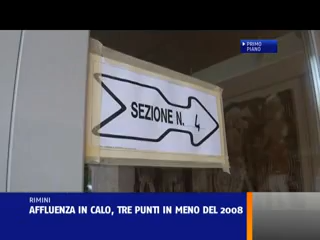 PRIMO
PIANO
SEZIONE N. 4
RIMINI
AFFLUENZA IN CALO, TRE PUNTI IN MENO DEL 2008